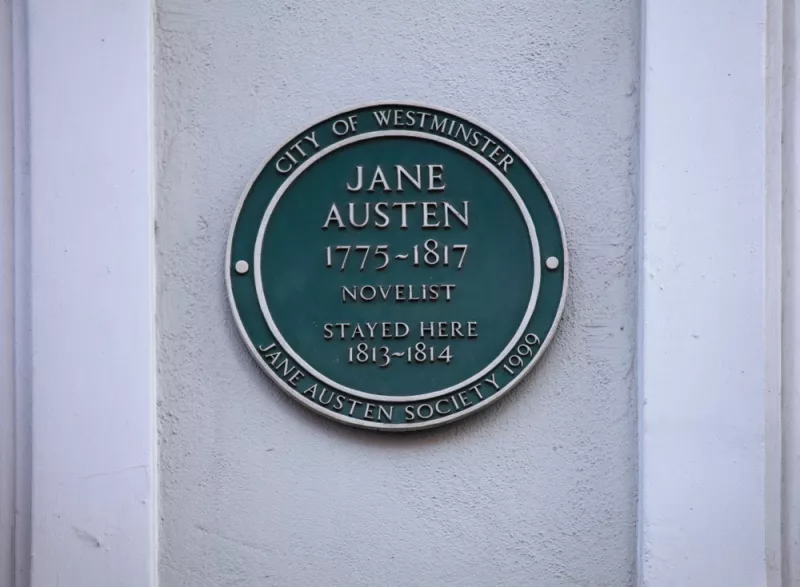 CITY OF WESTMINSTER
JANE
AUSTEN
1775~1817
NOVELIST
STAYED HERE
1813~1814
JANE AUSTEN SOCIETY 1999